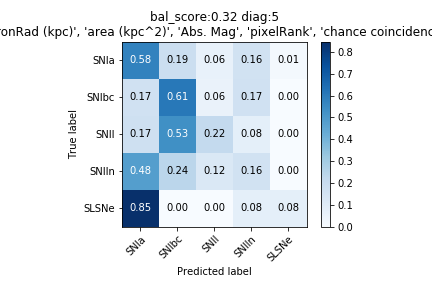 bal_score:0.32 diag:5
ronRad (kpc)', 'area (kpc^2)', 'Abs. Mag', 'pixelRank', 'chance coincidenc
SNIa 0.58 0.19 0.06 0.16 0.01
SNIbc 0.17 0.61 0.06 0.17 0.00
SNII 0.17 0.53 0.22 0.08 0.00
SNIIn 0.48 0.24 0.12 0.16 0.00
SLSNe 0.85 0.00 0.00 0.08 0.08
True label
SNIa SNIbc SNII SNIIn SLSNe
Predicted label
0.8
0.7
0.6
0.5
0.4
0.3
0.2
0.1
0.0